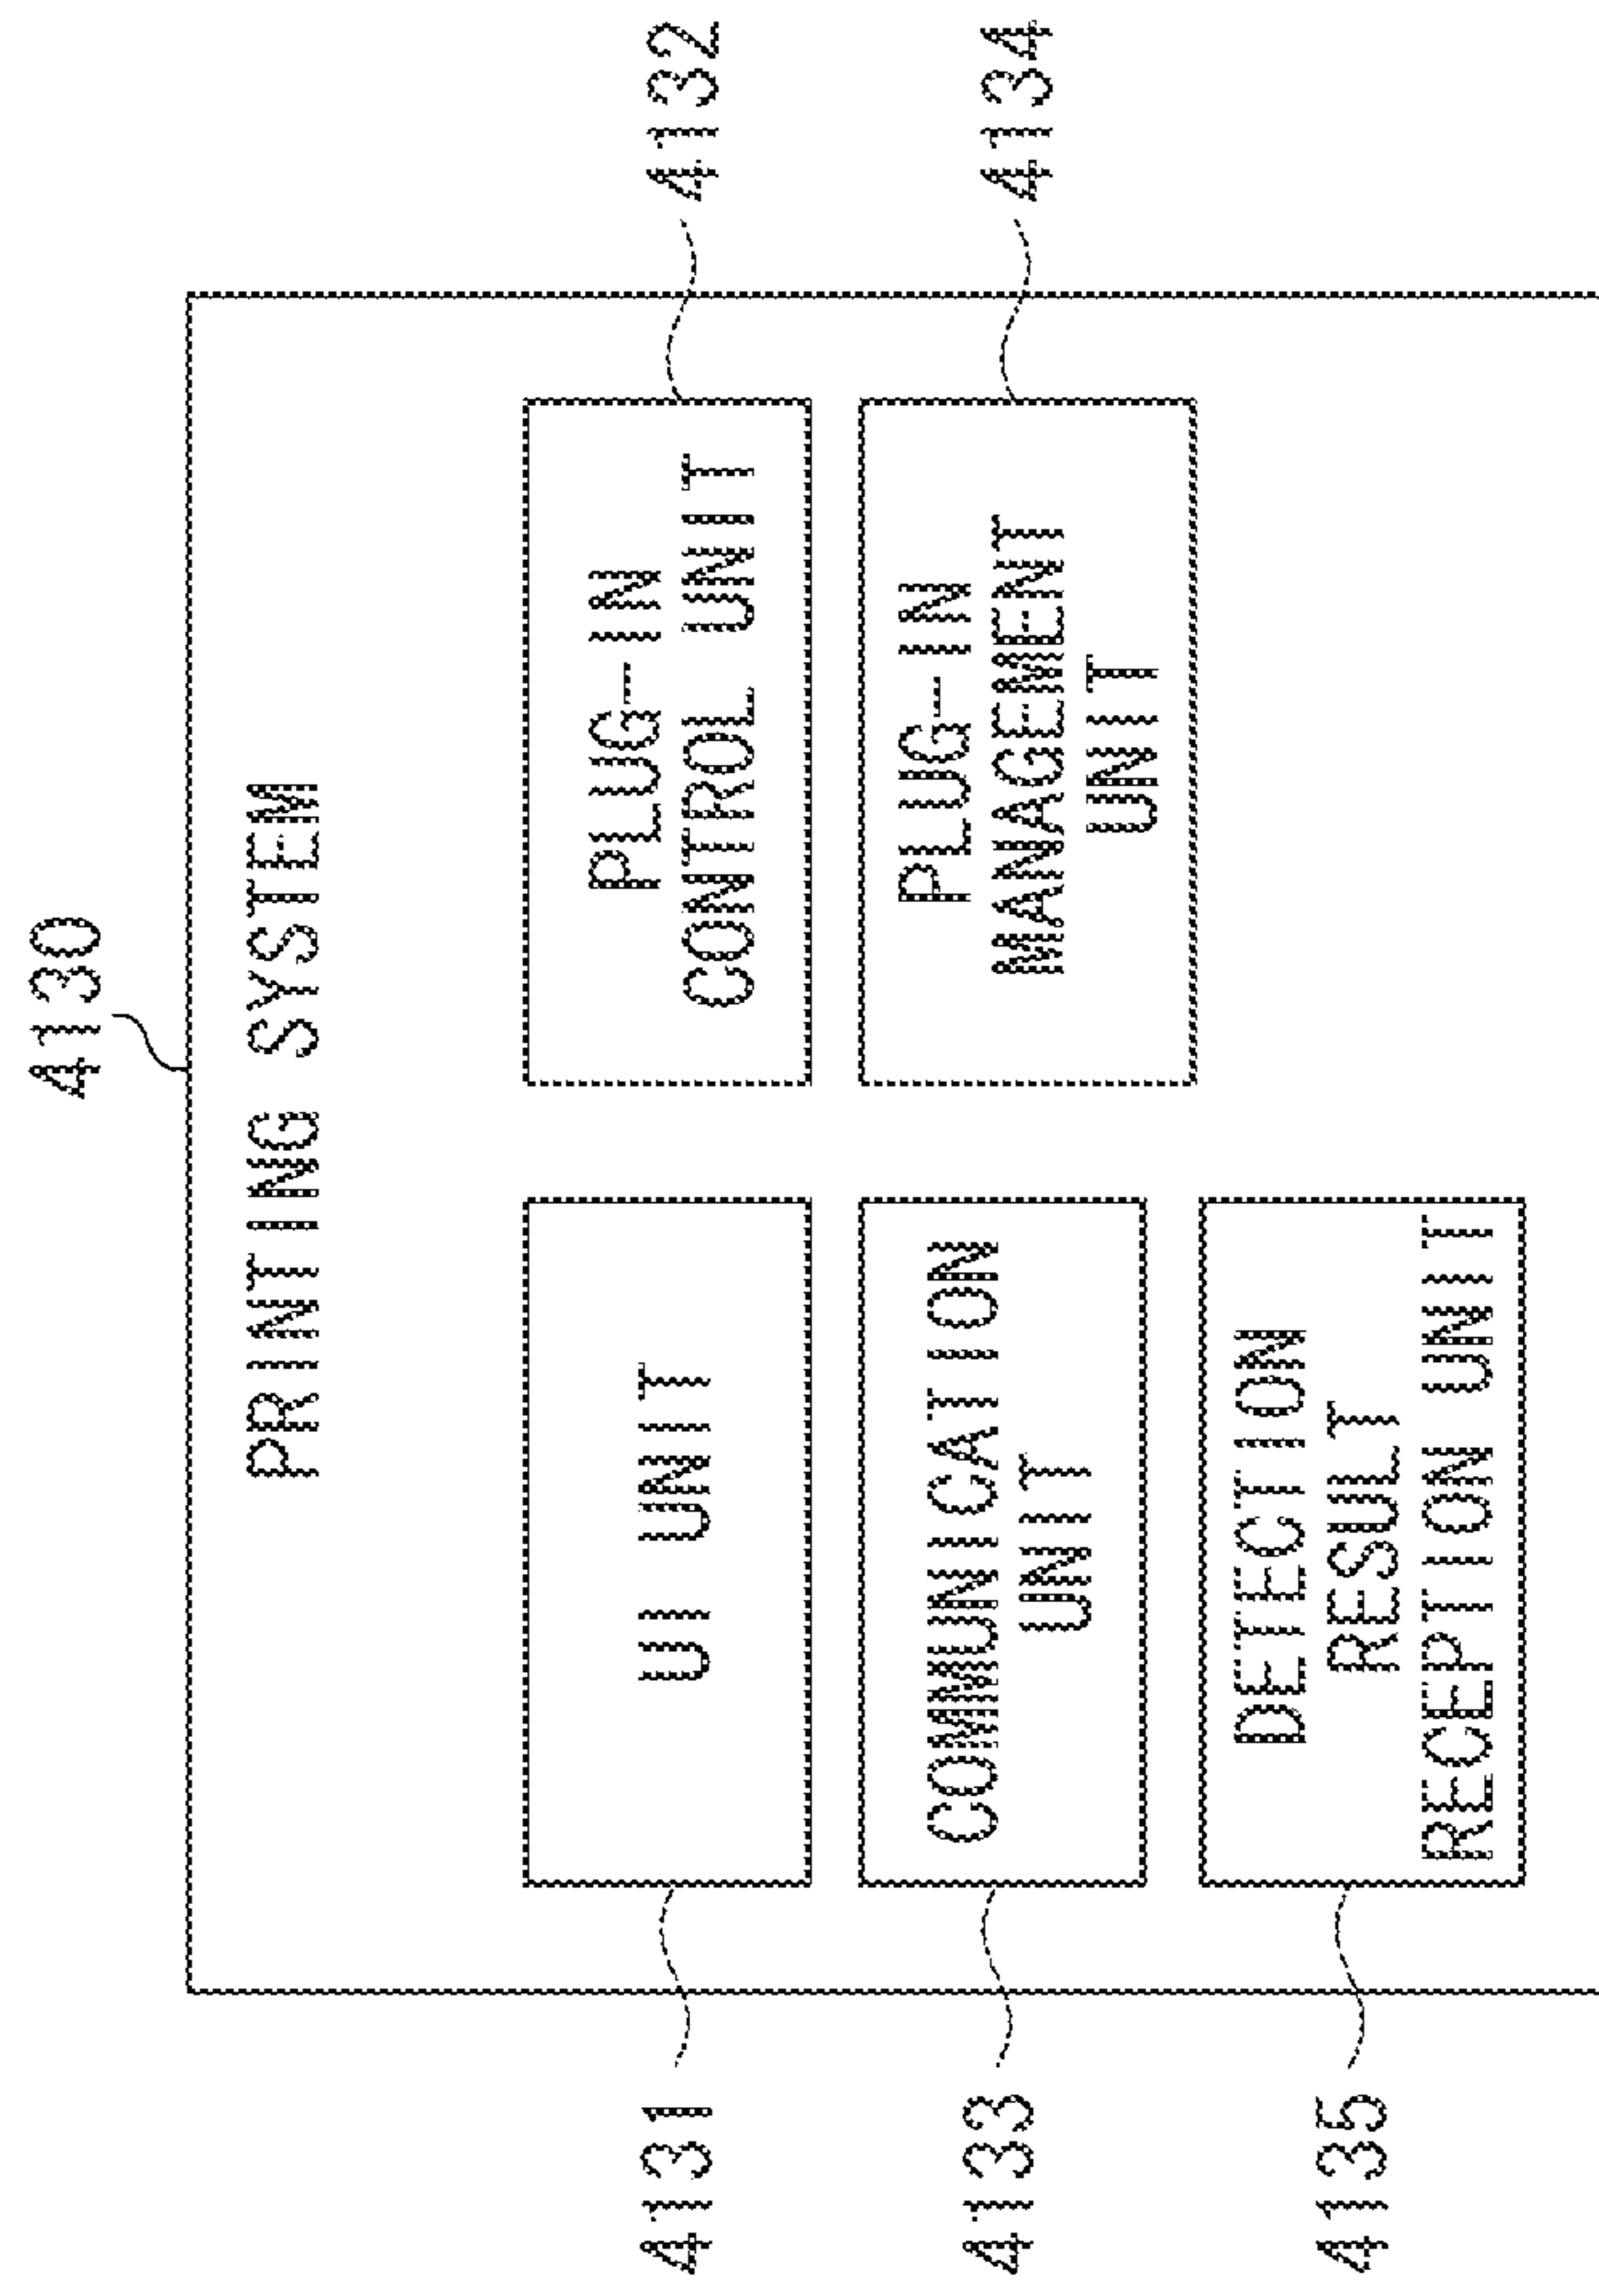 4130
PRINTING SYSTEM
4131
UI UNIT
PLUG-IN
CONTROL UNIT
4132
4133
COMMUNICATION
UNIT
PLUG-IN
MANAGEMENT
UNIT
4134
4135
DETECTION
RESULT
RECEPTION UNIT